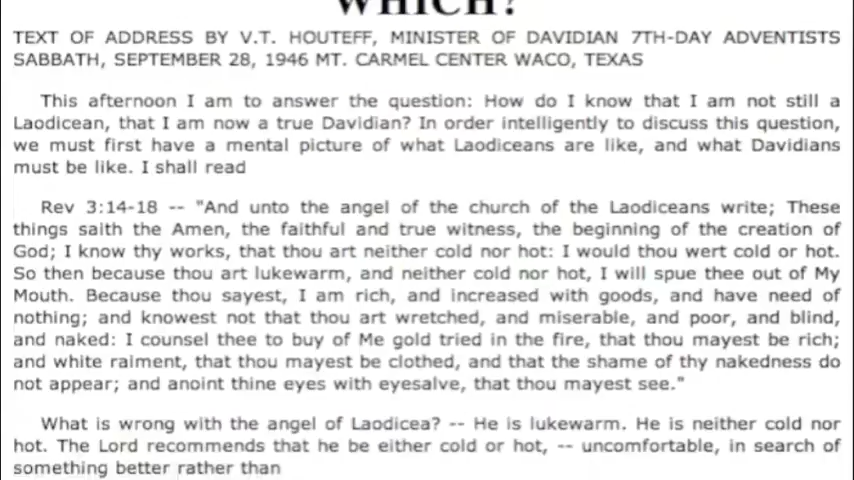 WHICH?
TEXT OF ADDRESS BY V.T. HOUTEFF, MINISTER OF DAVIDIAN 7TH-DAY ADVENTISTS
SABBATH, SEPTEMBER 28, 1946 MT. CARMEL CENTER WACO, TEXAS
This afternoon I am to answer the question: How do I know that I am not still a
Laodicean, that I am now a true Davidian? In order intelligently to discuss this question,
we must first have a mental picture of what Laodiceans are like, and what Davidians
must be like. I shall read
Rev 3:14-18 -- "And unto the angel of the church of the Laodiceans write; These
things saith the Amen, the faithful and true witness, the beginning of the creation of
God; I know thy works, that thou art neither cold nor hot: I would thou wert cold or hot.
So then because thou art lukewarm, and neither cold nor hot, I will spue thee out of My
Mouth. Because thou sayest, I am rich, and increased with goods, and have need of
nothing; and knowest not that thou art wretched, and miserable, and poor, and blind,
and naked: I counsel thee to buy of Me gold tried in the fire, that thou mayest be rich;
and white raiment, that thou mayest be clothed, and that the shame of thy nakedness do
not appear; and anoint thine eyes with eyesalve, that thou mayest see."
What is wrong with the angel of Laodicea? -- He is lukewarm. He is neither cold nor
hot. The Lord recommends that he be either cold or hot, -- uncomfortable, in search of
something better rather than